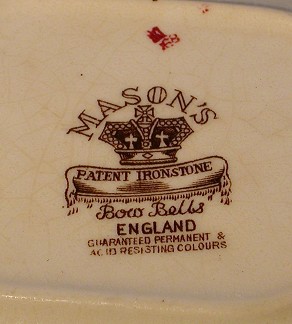 MASON'S
PATENT IRONSTONE
Bow Bells
ENGLAND
GUARANTEED PERMANENT &
ACID RESISTING COLOURS